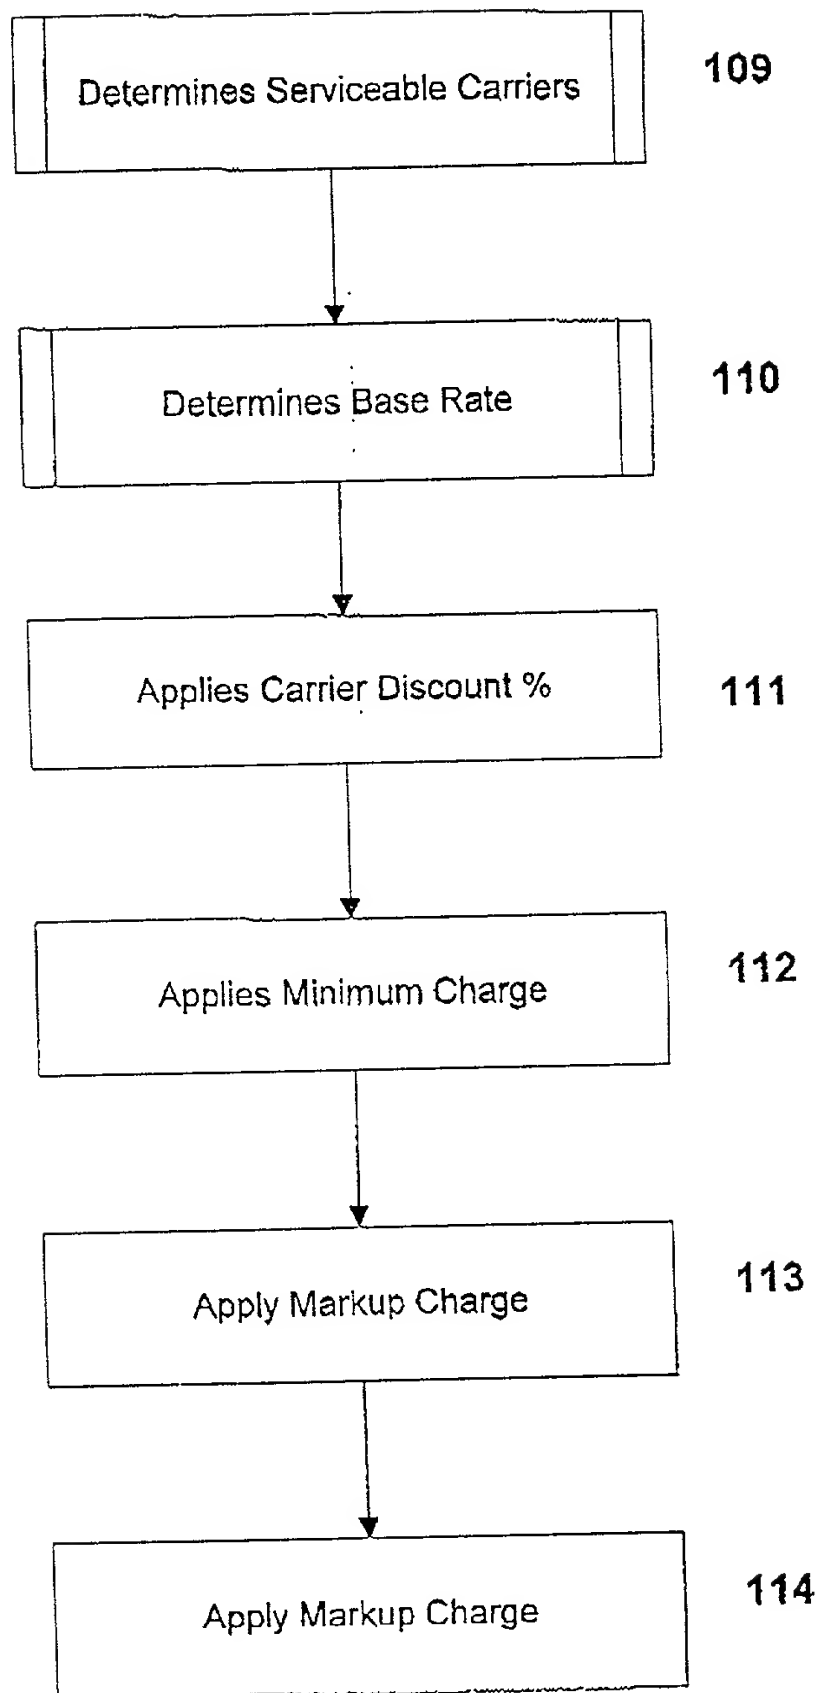 Determines Serviceable Carriers
109
Determines Base Rate
110
Applies Carrier Discount %
111
Applies Minimum Charge
112
Apply Markup Charge
113
Apply Markup Charge
114